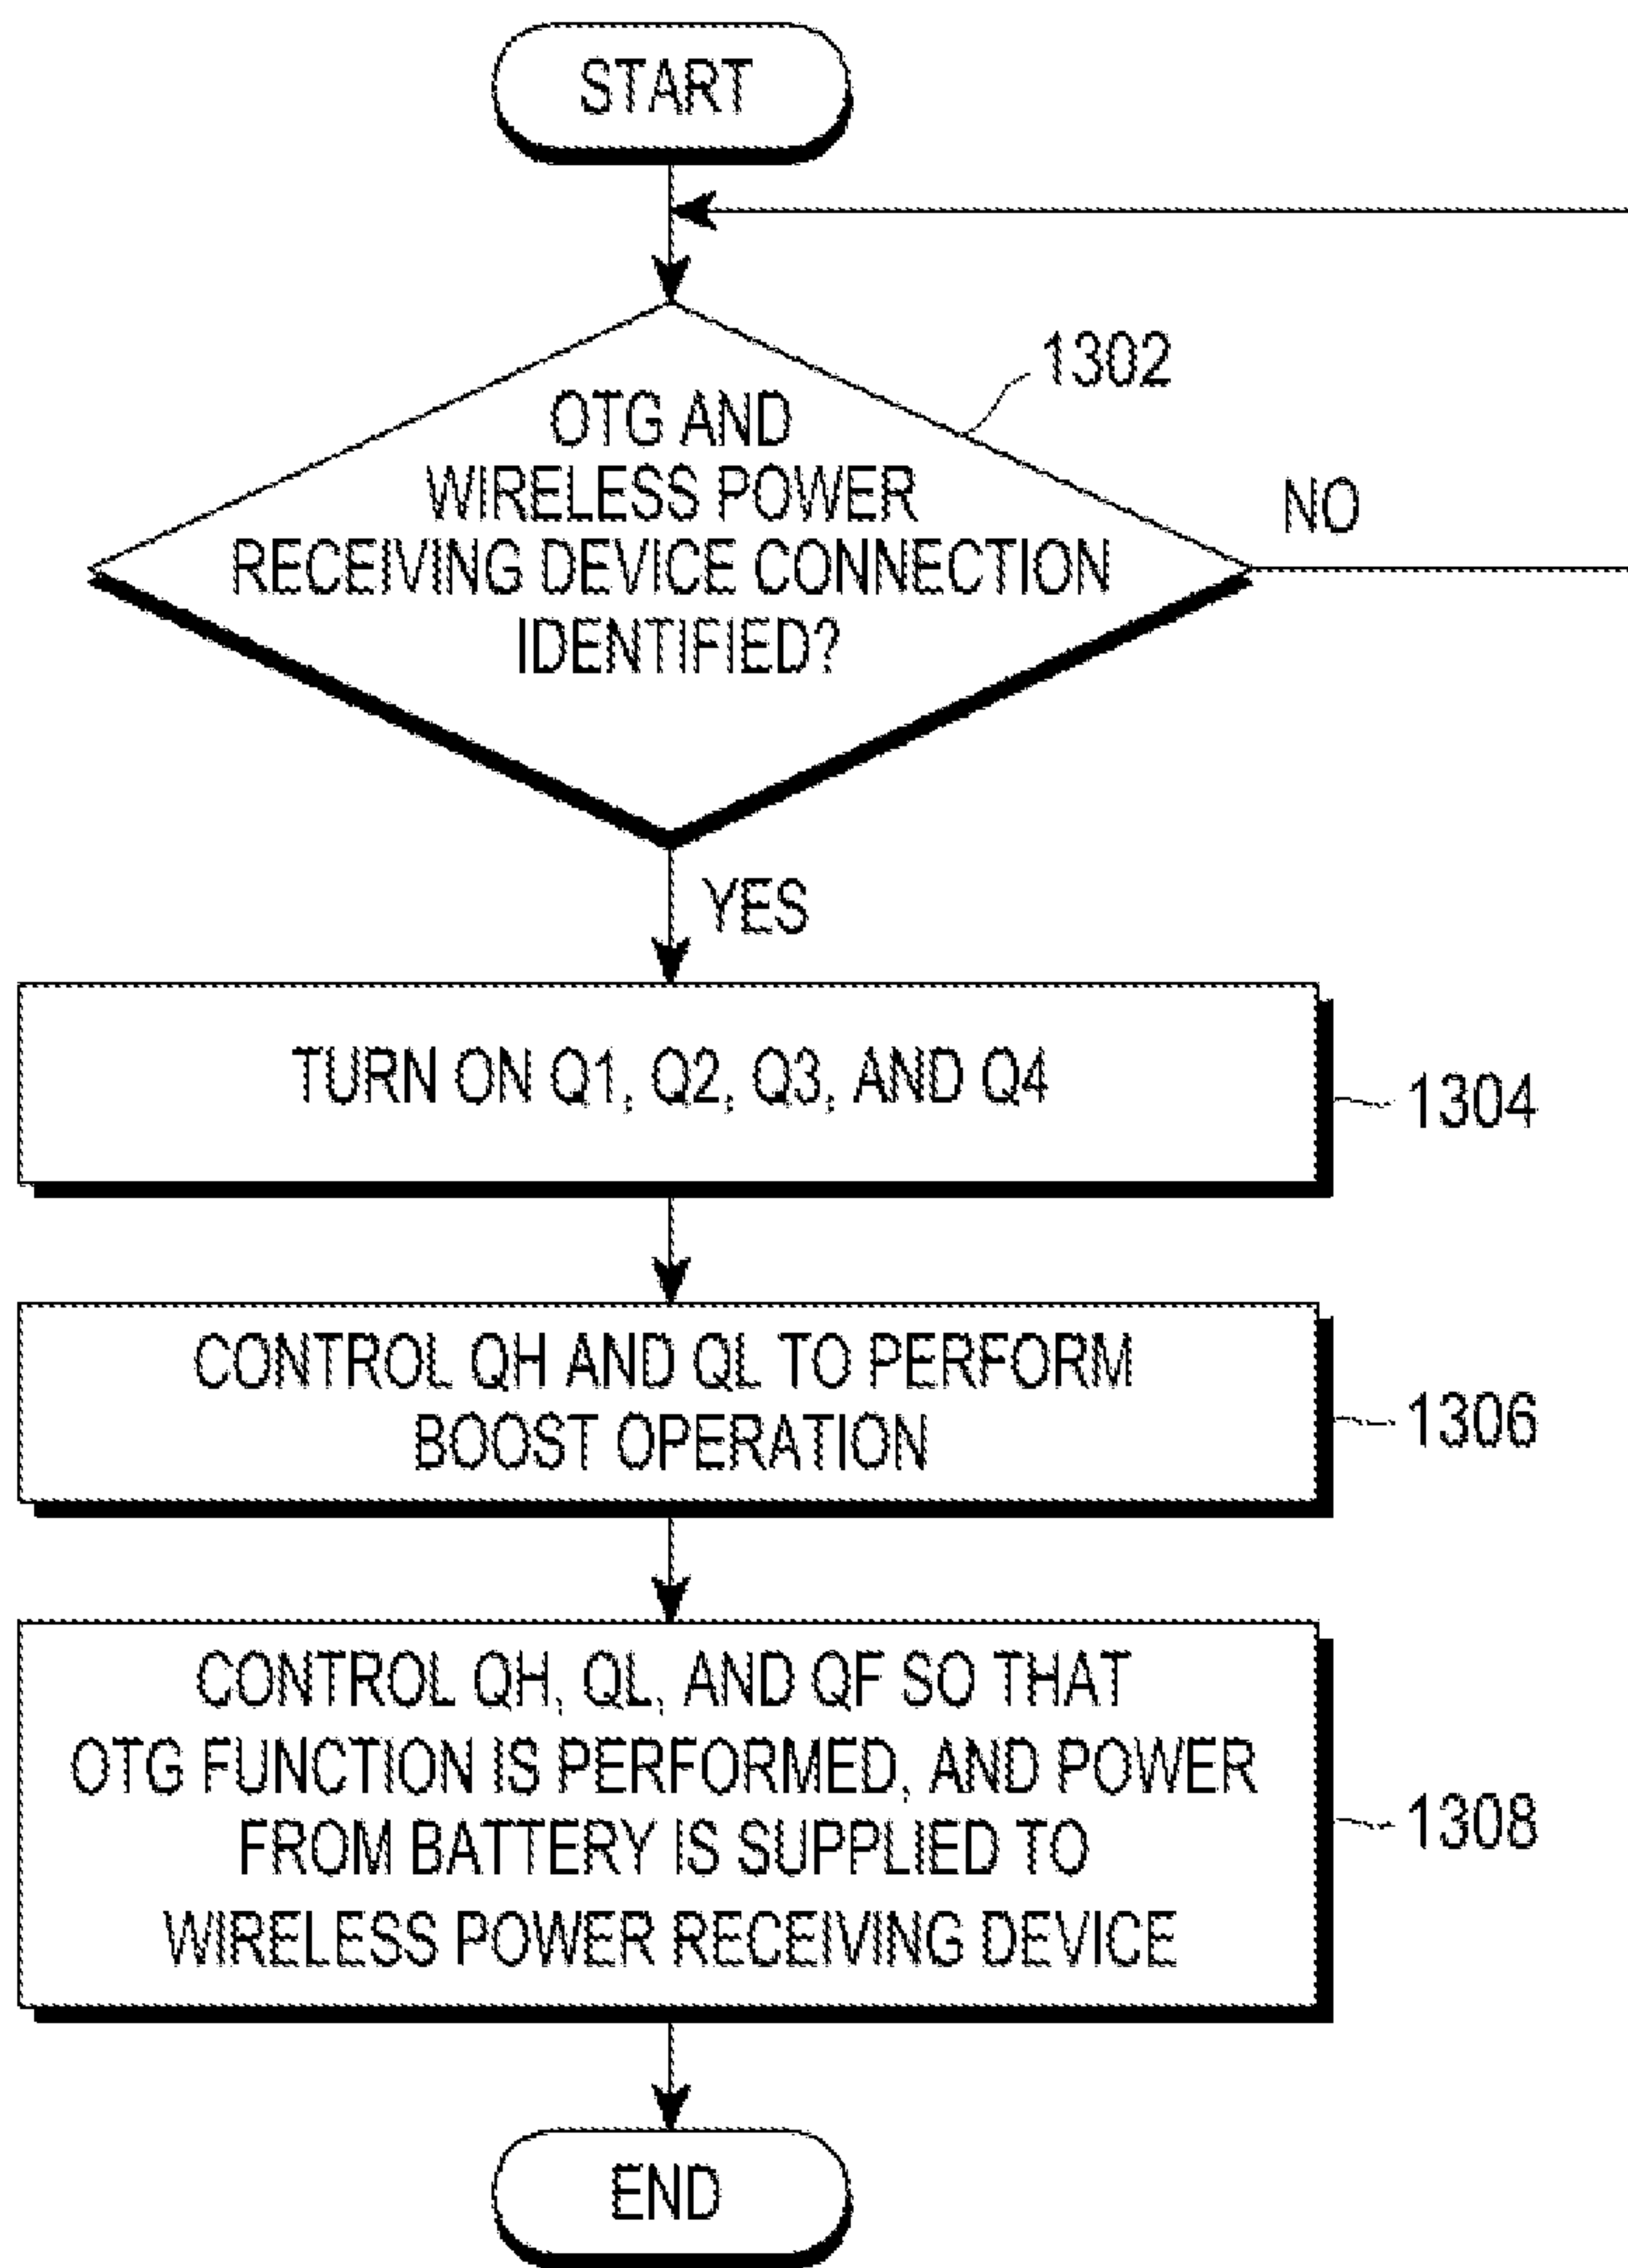 START
1302
OTG AND
WIRELESS POWER
RECEIVING DEVICE CONNECTION
IDENTIFIED?
NO
YES
TURN ON Q1, Q2, Q3, AND Q4
1304
CONTROL QH AND QL TO PERFORM
BOOST OPERATION
1306
CONTROL QH, QL, AND QF SO THAT
OTG FUNCTION IS PERFORMED, AND POWER
FROM BATTERY IS SUPPLIED TO
WIRELESS POWER RECEIVING DEVICE
1308
END